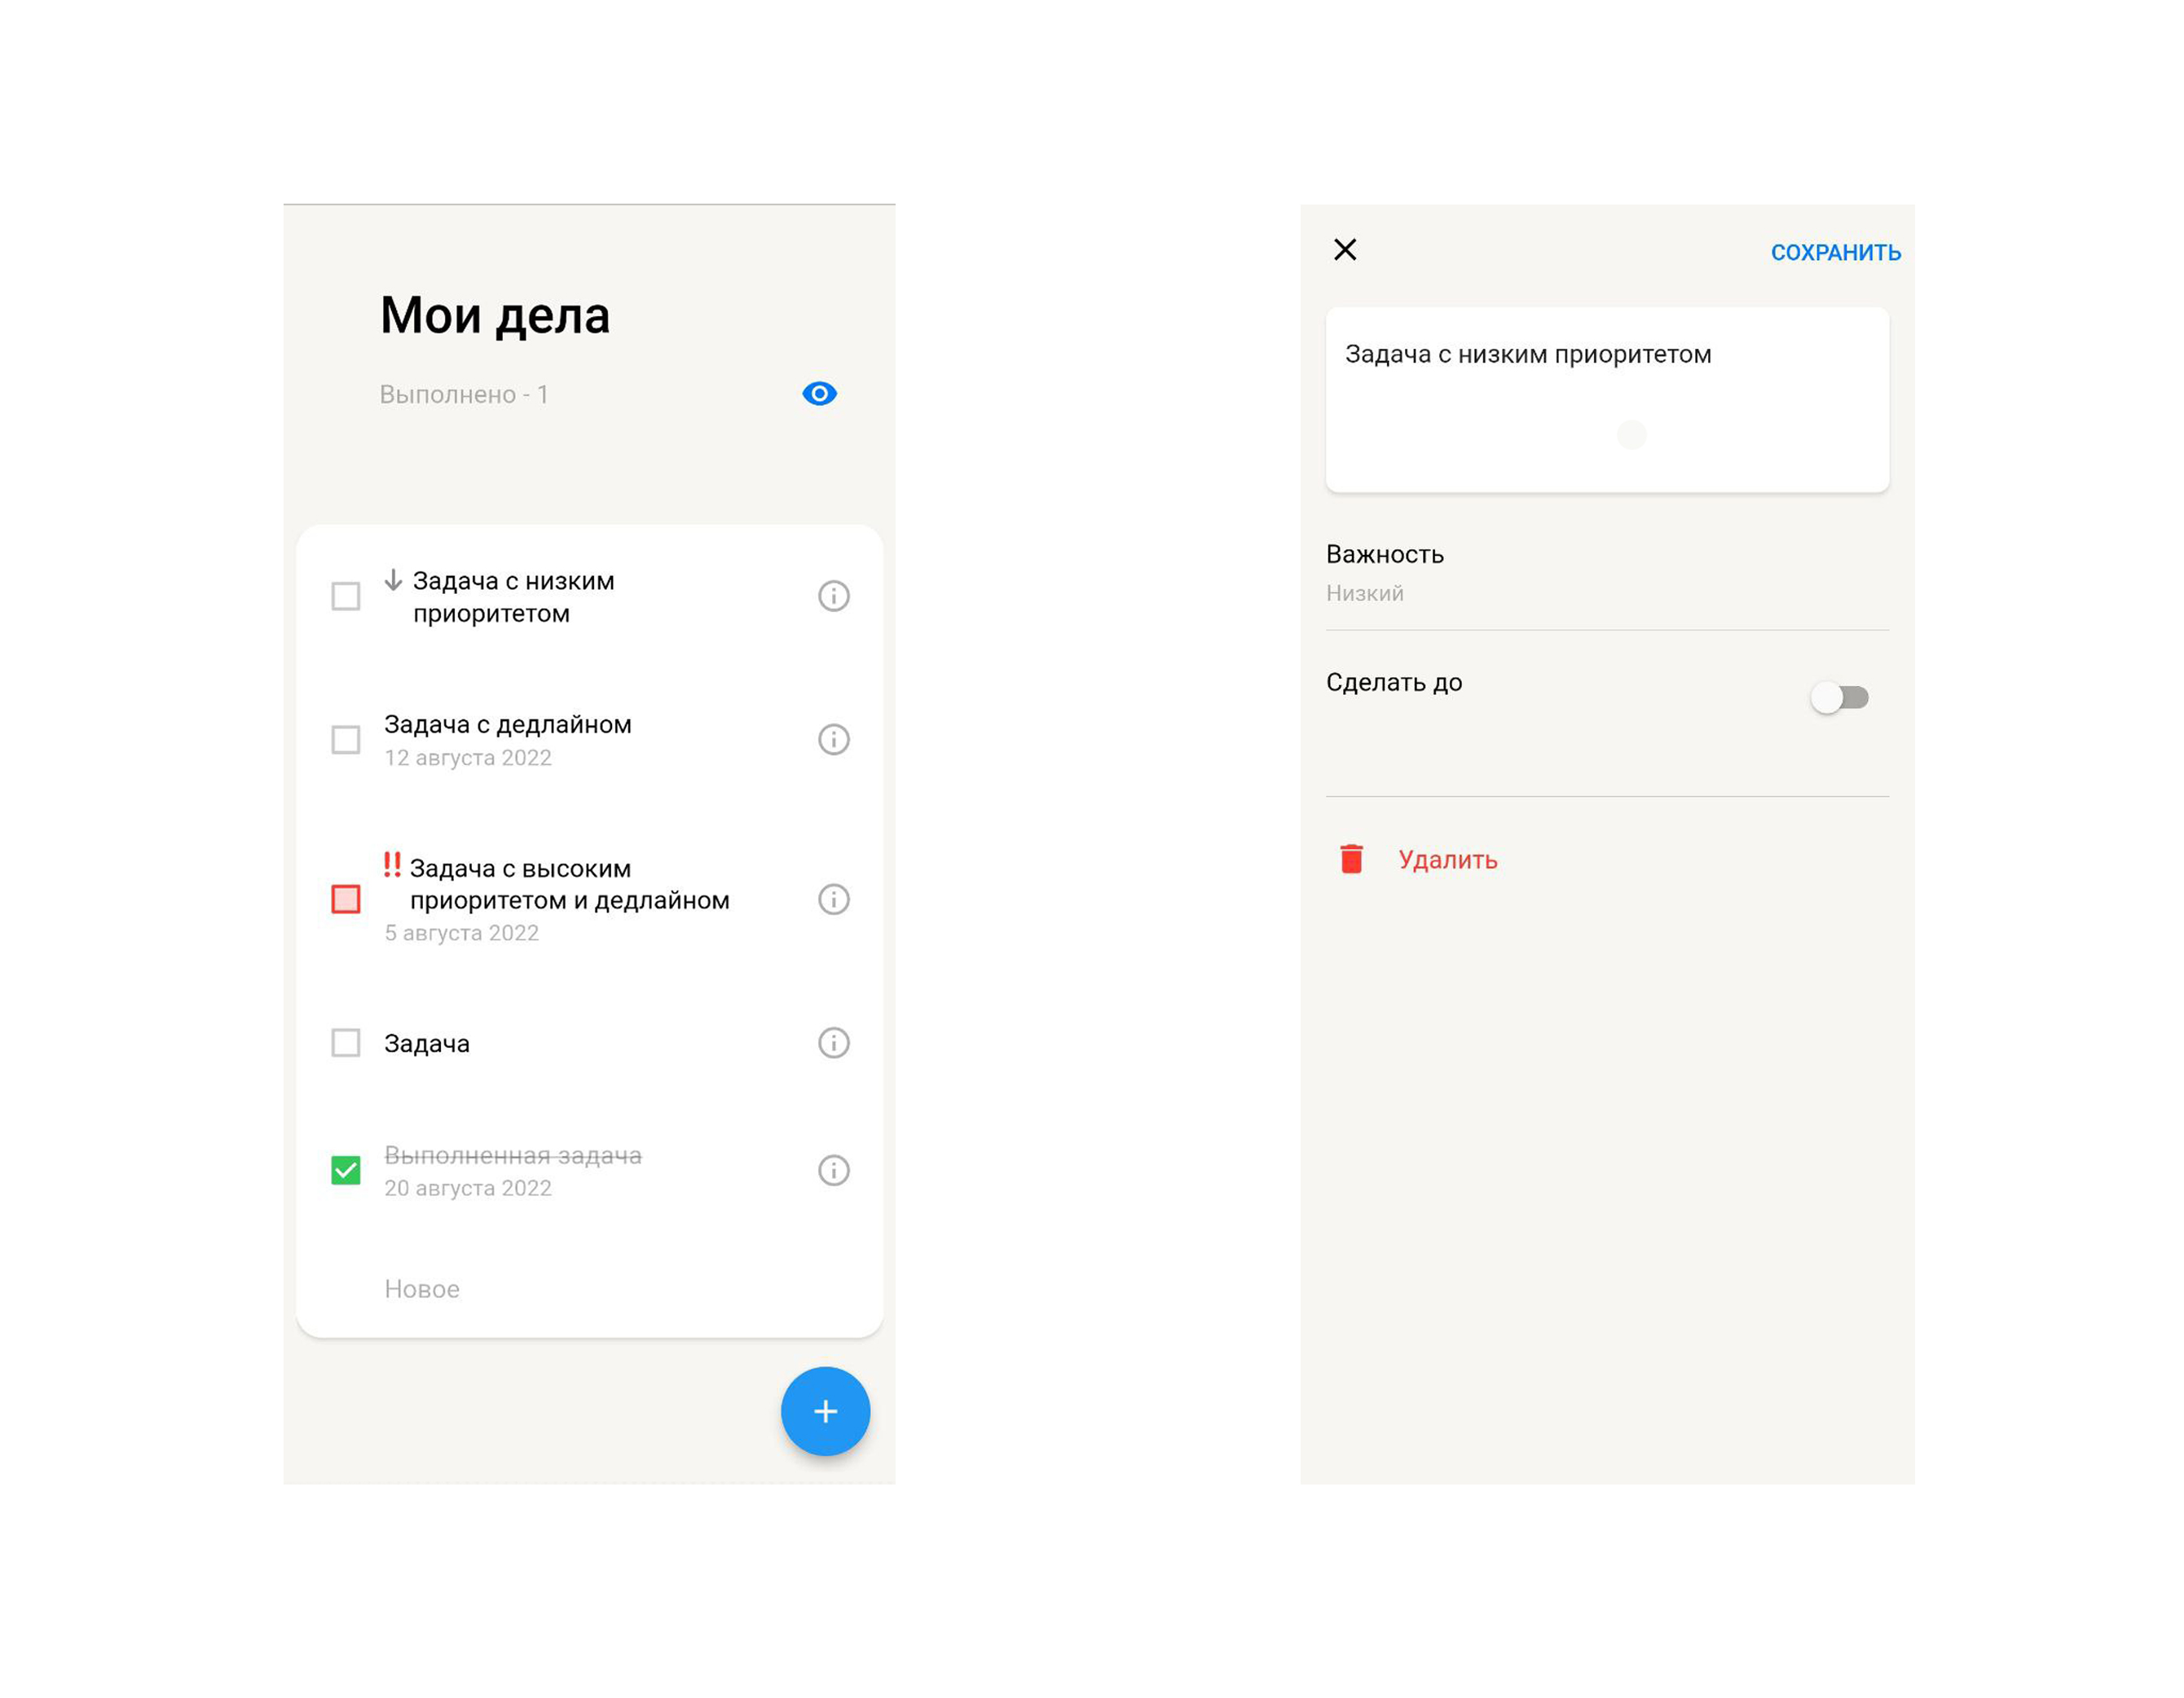 Мои дела
Выполнено - 1
Задача с низким
приоритетом
Задача с дедлайном
12 августа 2022
!! Задача с высоким
приоритетом и дедлайном
5 августа 2022
Задача
Выполненная задача
20 августа 2022
Новое
СОХРАНИТЬ
Задача с низким приоритетом
Важность
Низкий
Сделать до
Удалить